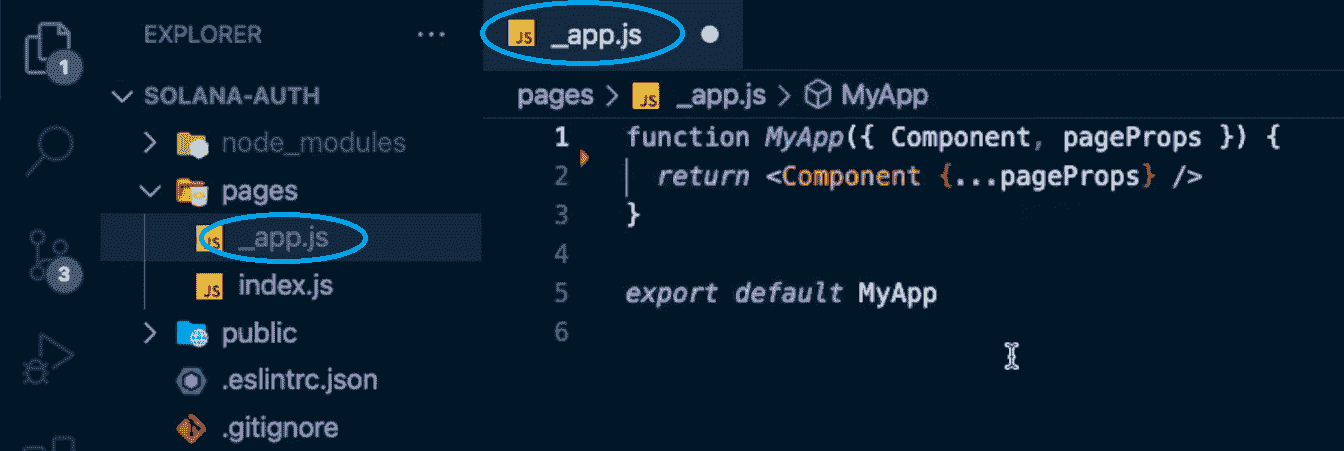 EXPLORER ...
1
SOLANA-AUTH
node_modules
pages
JS _app.js
JS index.js
3
public
.eslintrc.json
.gitignore
JS _app.js
pages > JS _app.js > MyApp
1 function MyApp({ Component, pageProps }) {
2 return <Component {...pageProps} />
3 }
4
5 export default MyApp
6